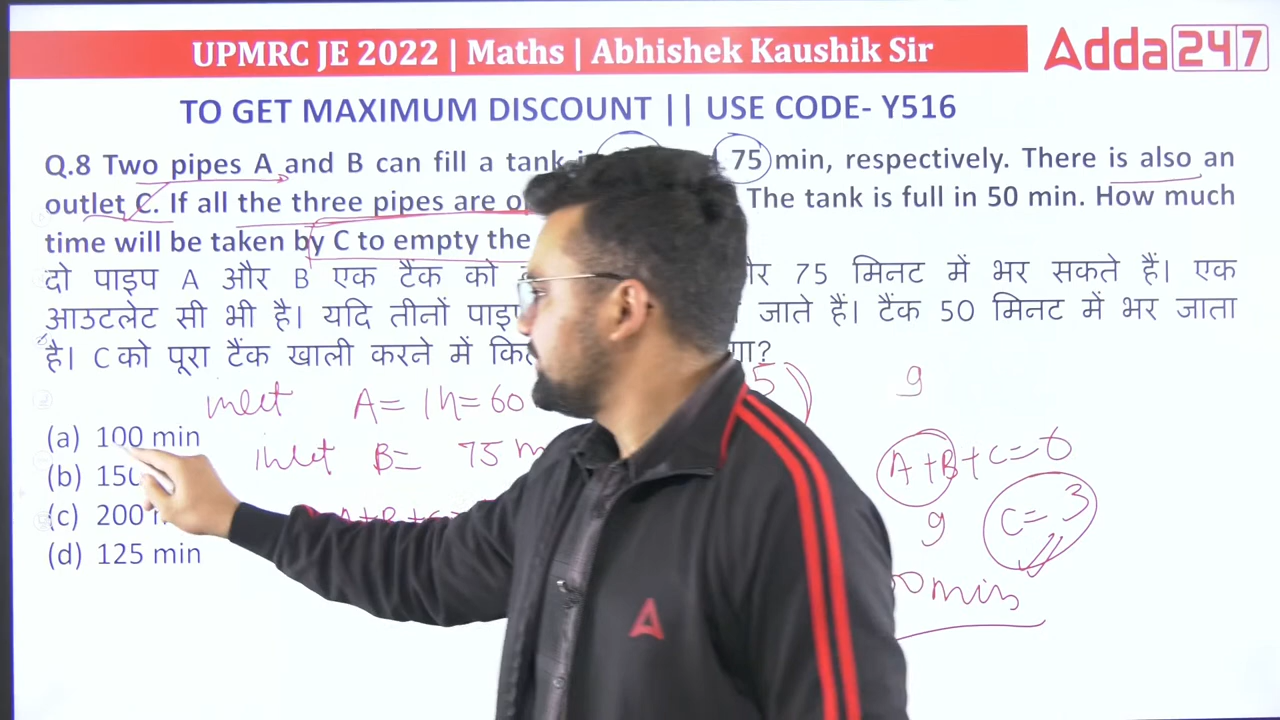 UPMRC JE 2022 | Maths | Abhishek Kaushik Sir
Adda247
TO GET MAXIMUM DISCOUNT || USE CODE- Y516
Q.8 Two pipes A and B can fill a tank 75 min, respectively. There is also an
outlet C. If all the three pipes are The tank is full in 50 min. How much
time will be taken by C to empty the
दो पाइप A और B एक टैंक को 75 मिनट में भर सकते हैं। एक
आउटलेट सी भी है। यदि तीनों जाते हैं। टैंक 50 मिनट में भर जाता
है। C को पूरा टैंक खाली करने में
inlet A= 1h=60 5) 9
(a) 100 min
inlet B= 75 A+B+C=6
(b) 150
9 C=3
(c) 200
(d) 125 min
min